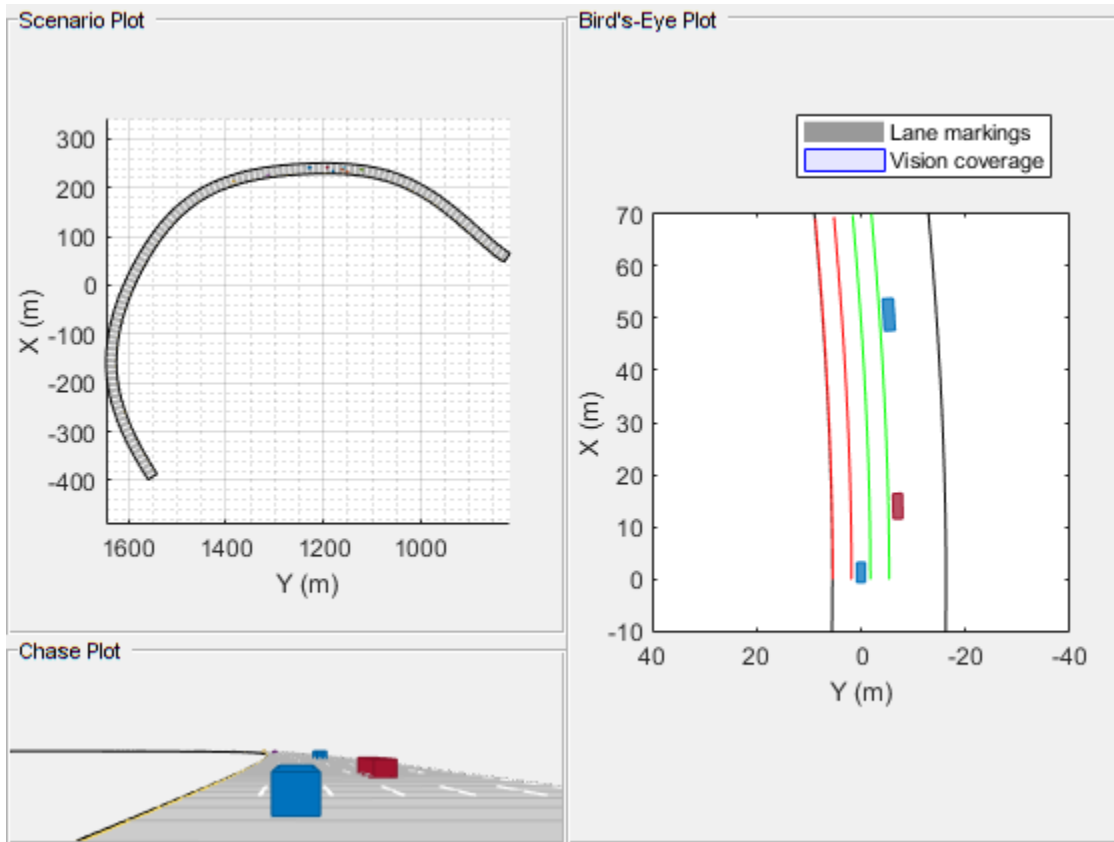 Scenario Plot
300
200
100
0
-100
-200
-300
-400
X (m)
1600 1400 1200 1000
Y (m)
Chase Plot
Bird's-Eye Plot
Lane markings
Vision coverage
70
60
50
40
30
20
10
0
-10
X (m)
40 20 0 -20 -40
Y (m)